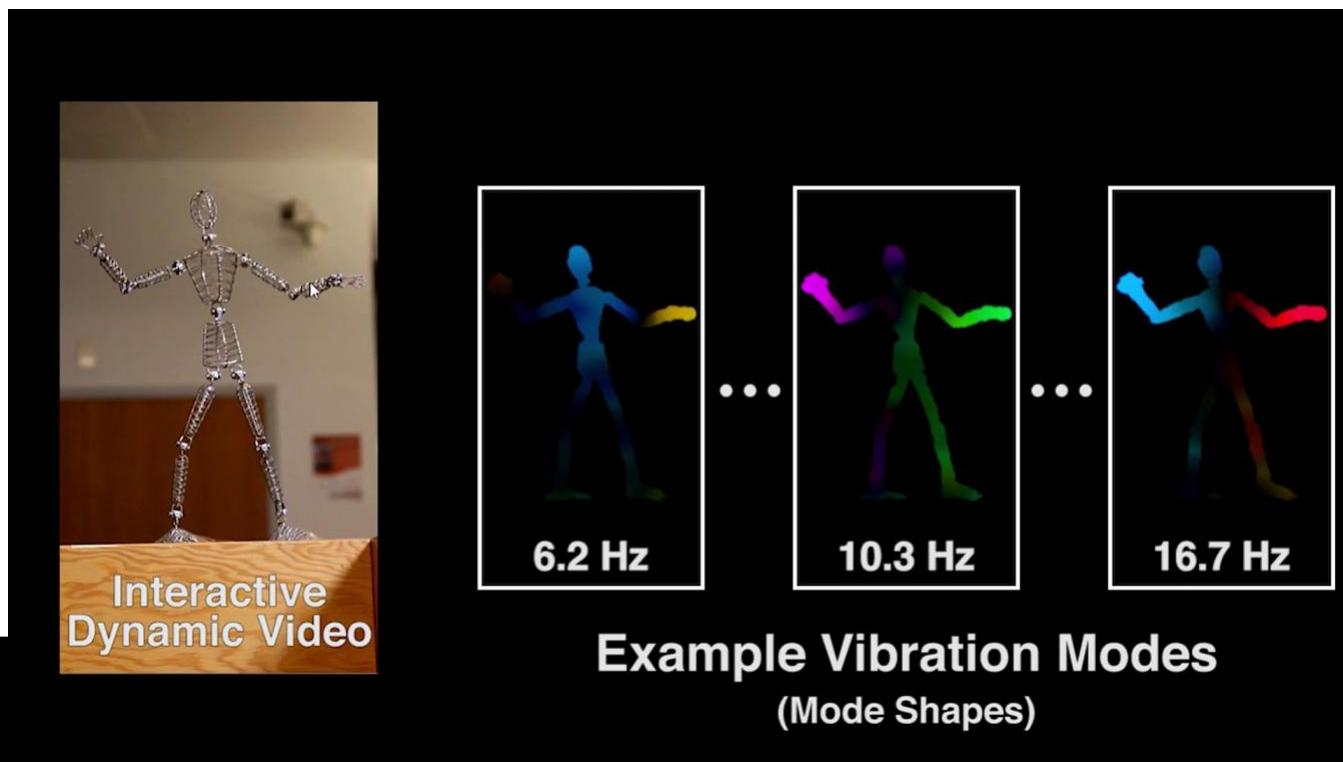 Interactive
Dynamic Video
6.2 Hz
10.3 Hz
16.7 Hz
Example Vibration Modes
(Mode Shapes)